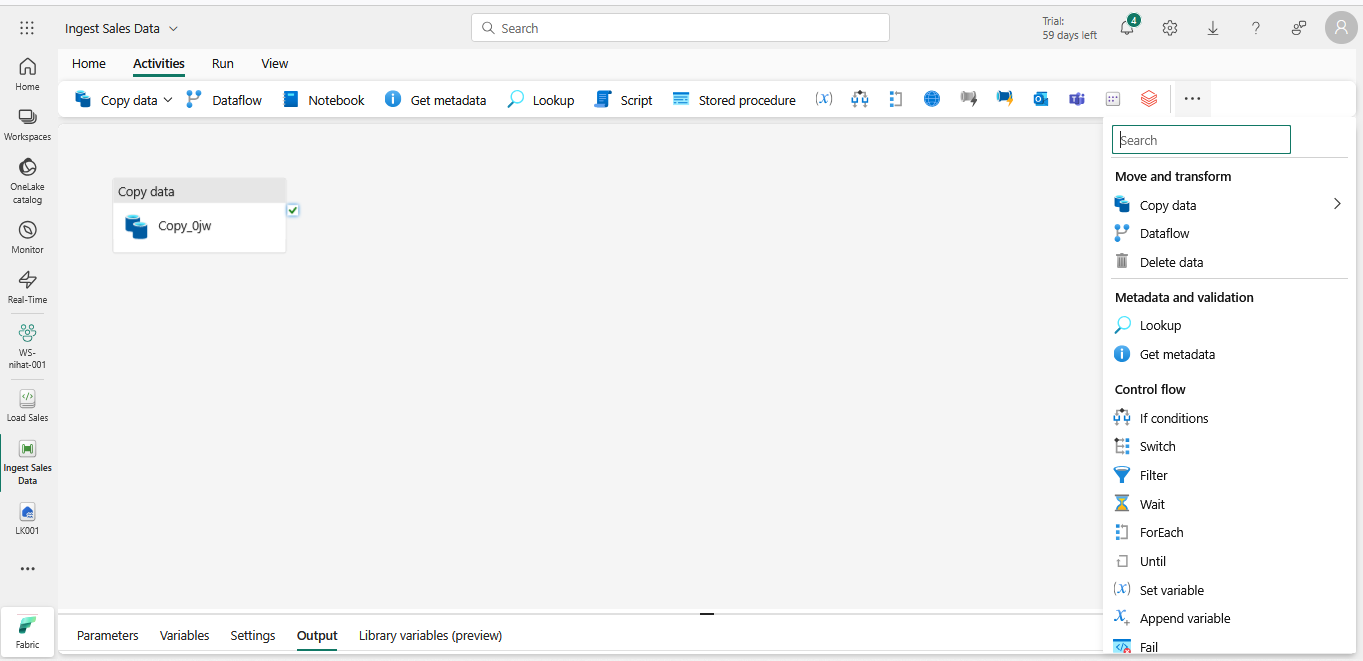 Ingest Sales Data
Search
Trial:
59 days left
4
Home
Activities
Run
View
Copy data
Dataflow
Notebook
Get metadata
Lookup
Script
Stored procedure
(x)
Home
Workspaces
OneLake
catalog
Monitor
Real-Time
WS-
nihat-001
Load Sales
Ingest Sales
Data
LK001
Fabric
Copy data
Copy_0jw
Search
Move and transform
Copy data
Dataflow
Delete data
Metadata and validation
Lookup
Get metadata
Control flow
If conditions
Switch
Filter
Wait
ForEach
Until
(x) Set variable
Append variable
Fail
Parameters
Variables
Settings
Output
Library variables (preview)